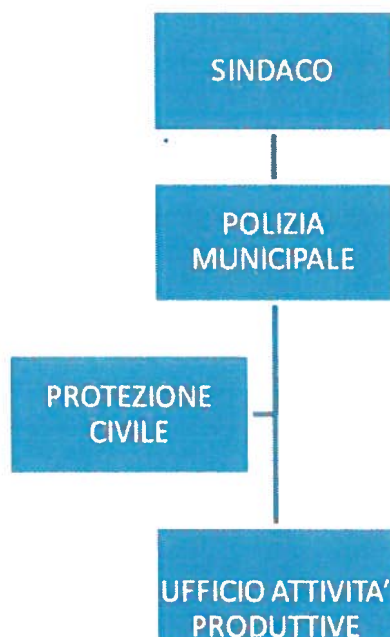 SINDACO
POLIZIA
MUNICIPALE
PROTEZIONE
CIVILE
UFFICIO ATTIVITA'
PRODUTTIVE